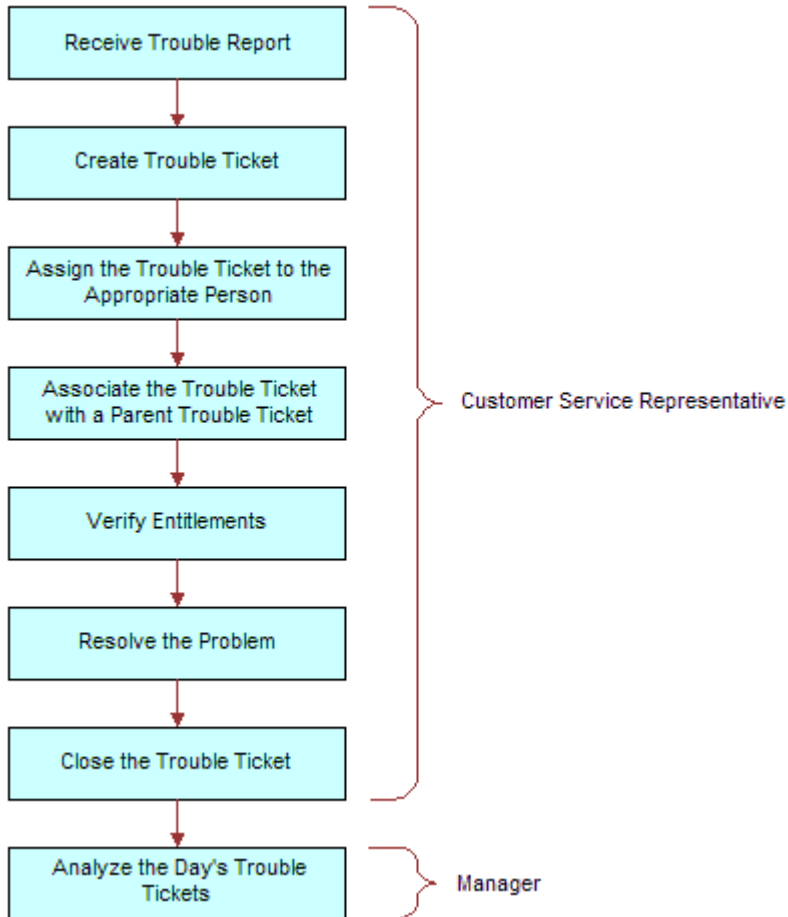 Receive Trouble Report
Create Trouble Ticket
Assign the Trouble Ticket to the
Appropriate Person
Associate the Trouble Ticket
with a Parent Trouble Ticket
Customer Service Representative
Verify Entitlements
Resolve the Problem
Close the Trouble Ticket
Analyze the Day's Trouble
Tickets
Manager